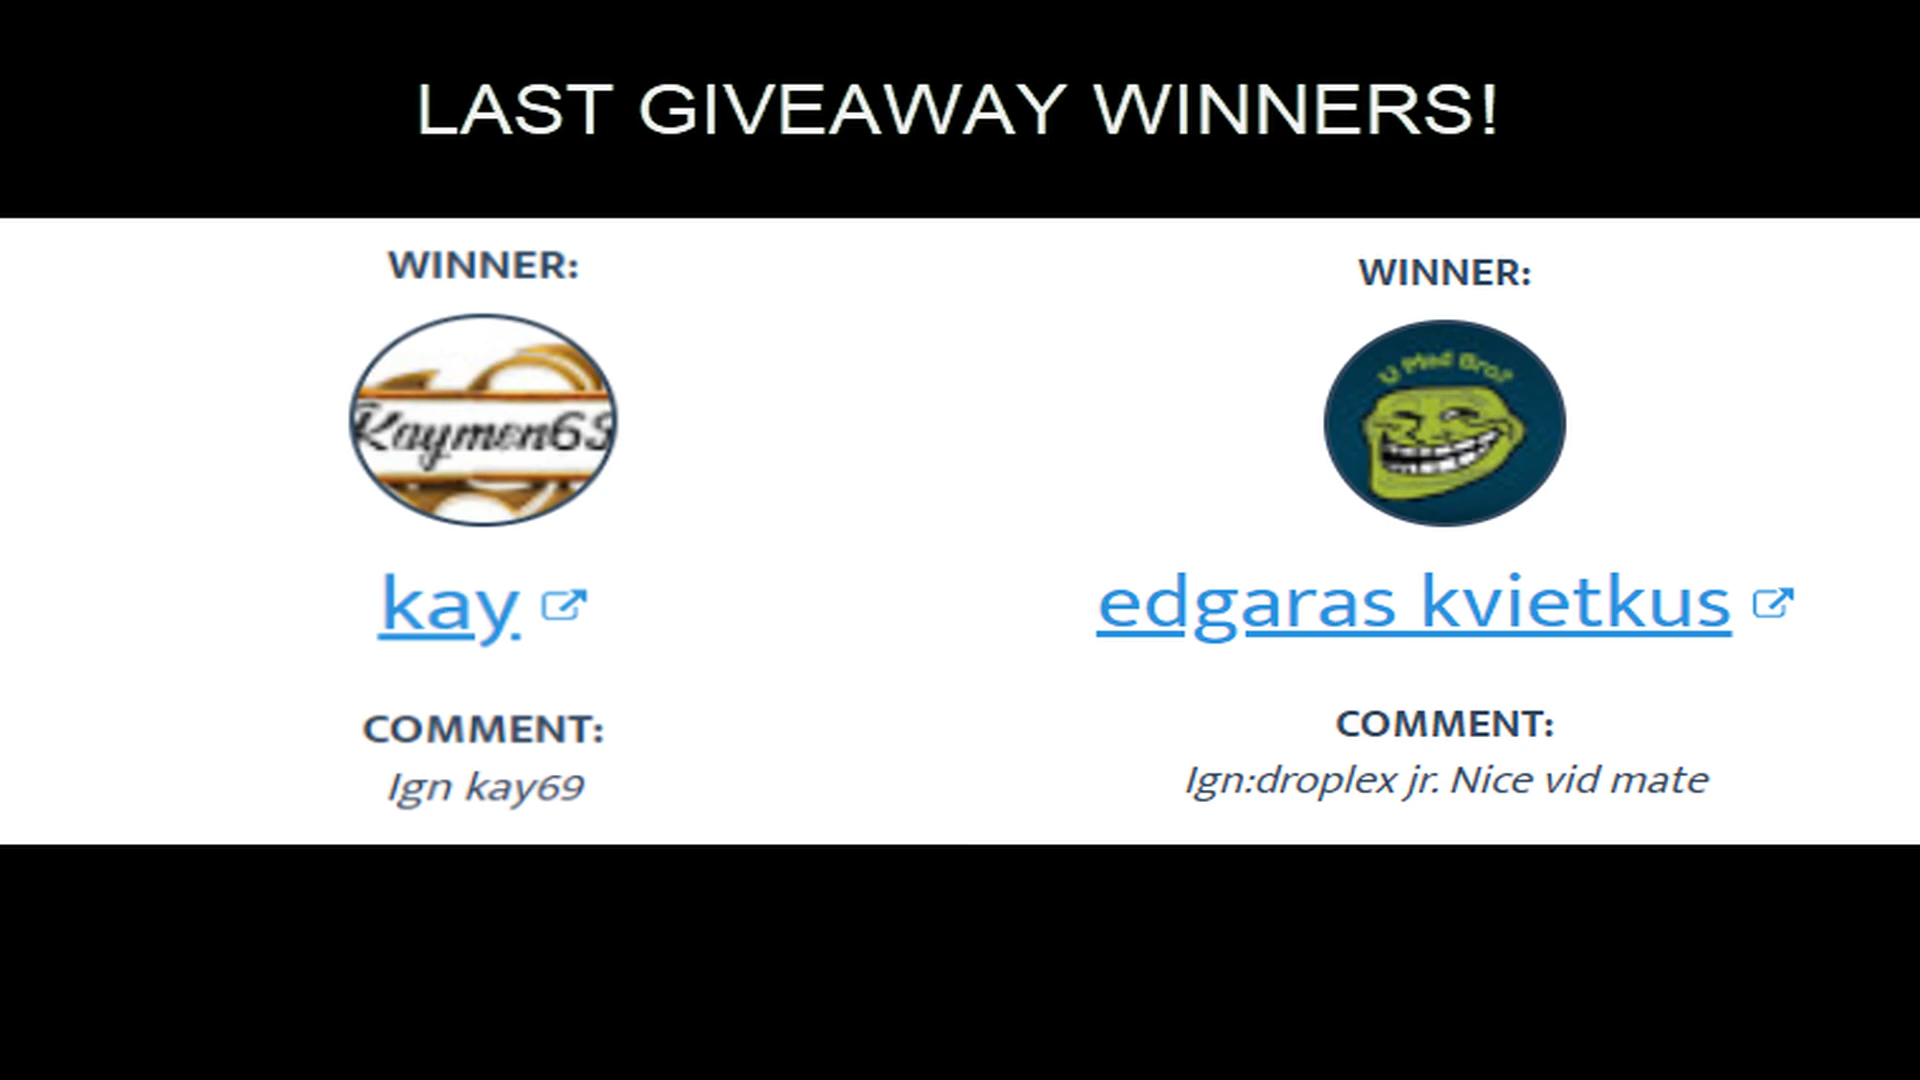 LAST GIVEAWAY WINNERS!
WINNER:
Kaymen69
kay
COMMENT:
Ign kay69
WINNER:
U Mad Bro?
edgaras kvietkus
COMMENT:
Ign:droplex jr. Nice vid mate